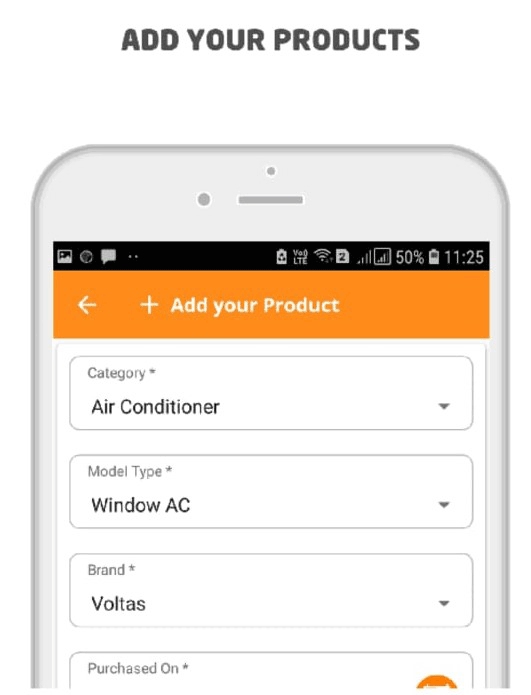 ADD YOUR PRODUCTS
Vo) LTE 2 50% 11:25
+ Add your Product
Category *
Air Conditioner
Model Type *
Window AC
Brand *
Voltas
Purchased On *